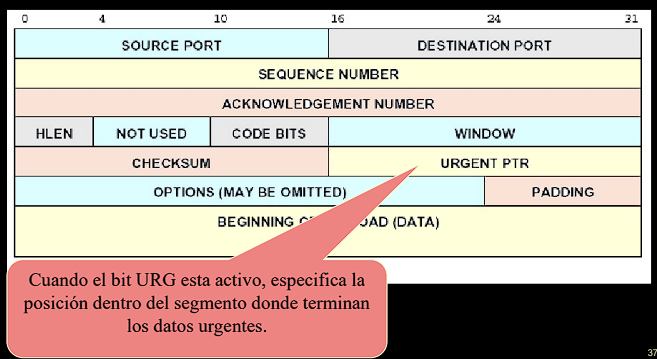 0 4 10 16 24 31
SOURCE PORT DESTINATION PORT
SEQUENCE NUMBER
ACKNOWLEDGEMENT NUMBER
HLEN NOT USED CODE BITS WINDOW
CHECKSUM URGENT PTR
OPTIONS (MAY BE OMITTED) PADDING
BEGINNING (DATA)
Cuando el bit URG esta activo, especifica la
posición dentro del segmento donde terminan
los datos urgentes.
37